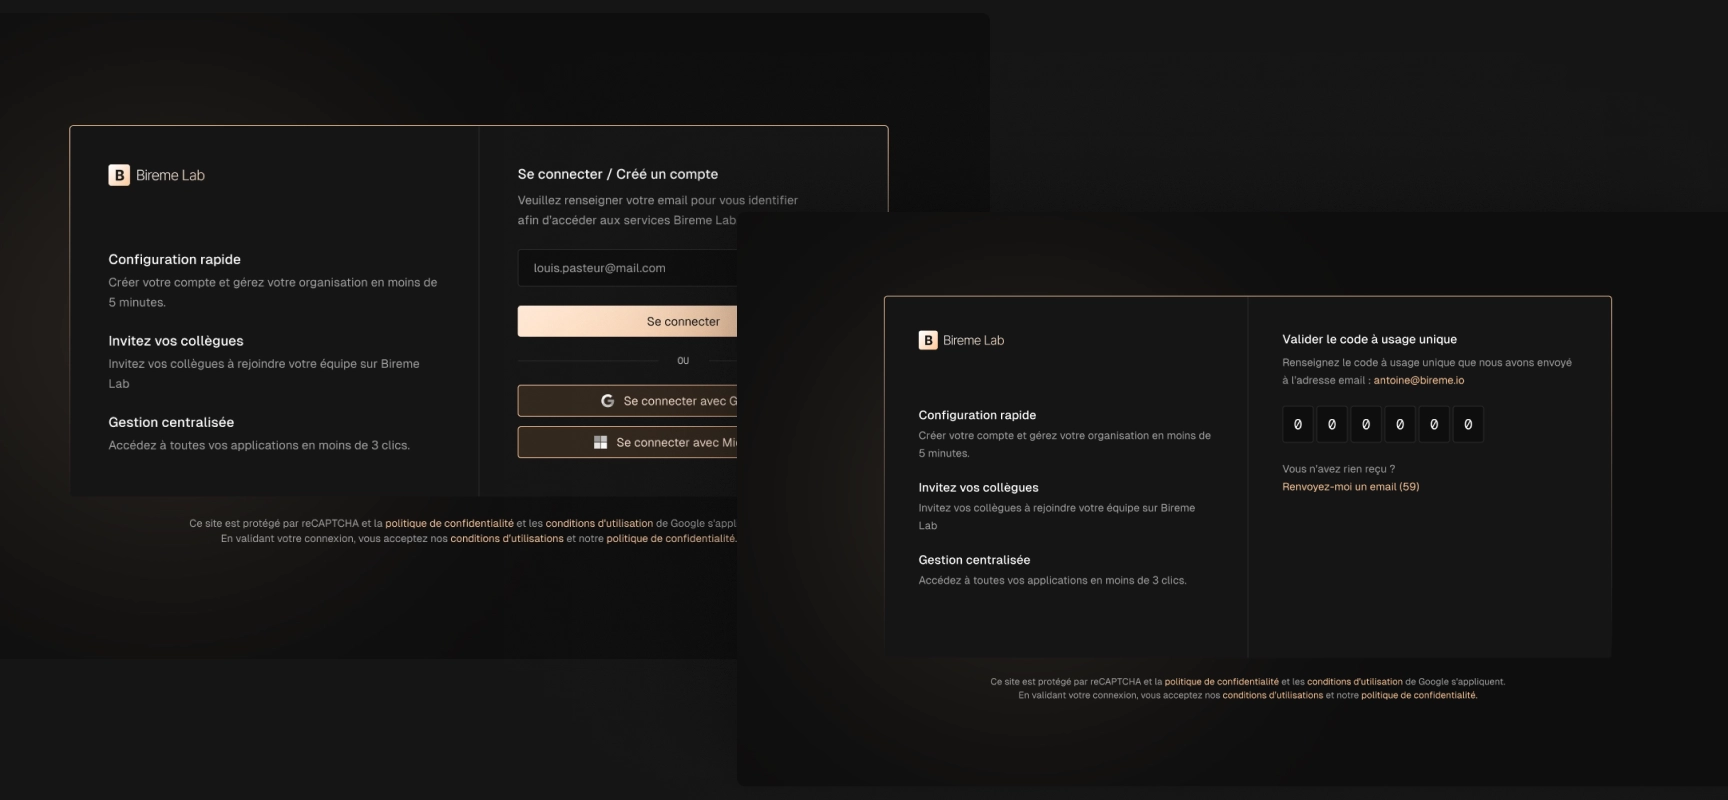 B Bireme Lab
Configuration rapide
Créer votre compte et gérez votre organisation en moins de
5 minutes.
Invitez vos collègues
Invitez vos collègues à rejoindre votre équipe sur Bireme
Lab
Gestion centralisée
Accédez à toutes vos applications en moins de 3 clics.
Se connecter / Créé un compte
Veuillez renseigner votre email pour vous identifier
afin d'accéder aux services Bireme Lab
louis.pasteur@mail.com
Se connecter
OU
Se connecter avec G
Se connecter avec Mi
Ce site est protégé par reCAPTCHA et la politique de confidentialité et les conditions d'utilisation de Google s'appl
En validant votre connexion, vous acceptez nos conditions d'utilisations et notre politique de confidentialité.
B Bireme Lab
Configuration rapide
Créer votre compte et gérez votre organisation en moins de
5 minutes.
Invitez vos collègues
Invitez vos collègues à rejoindre votre équipe sur Bireme
Lab
Gestion centralisée
Accédez à toutes vos applications en moins de 3 clics.
Valider le code à usage unique
Renseignez le code à usage unique que nous avons envoyé
à l'adresse email : antoine@bireme.io
0 0 0 0 0 0
Vous n'avez rien reçu ?
Renvoyez-moi un email (59)
Ce site est protégé par reCAPTCHA et la politique de confidentialité et les conditions d'utilisation de Google s'appliquent.
En validant votre connexion, vous acceptez nos conditions d'utilisations et notre politique de confidentialité.